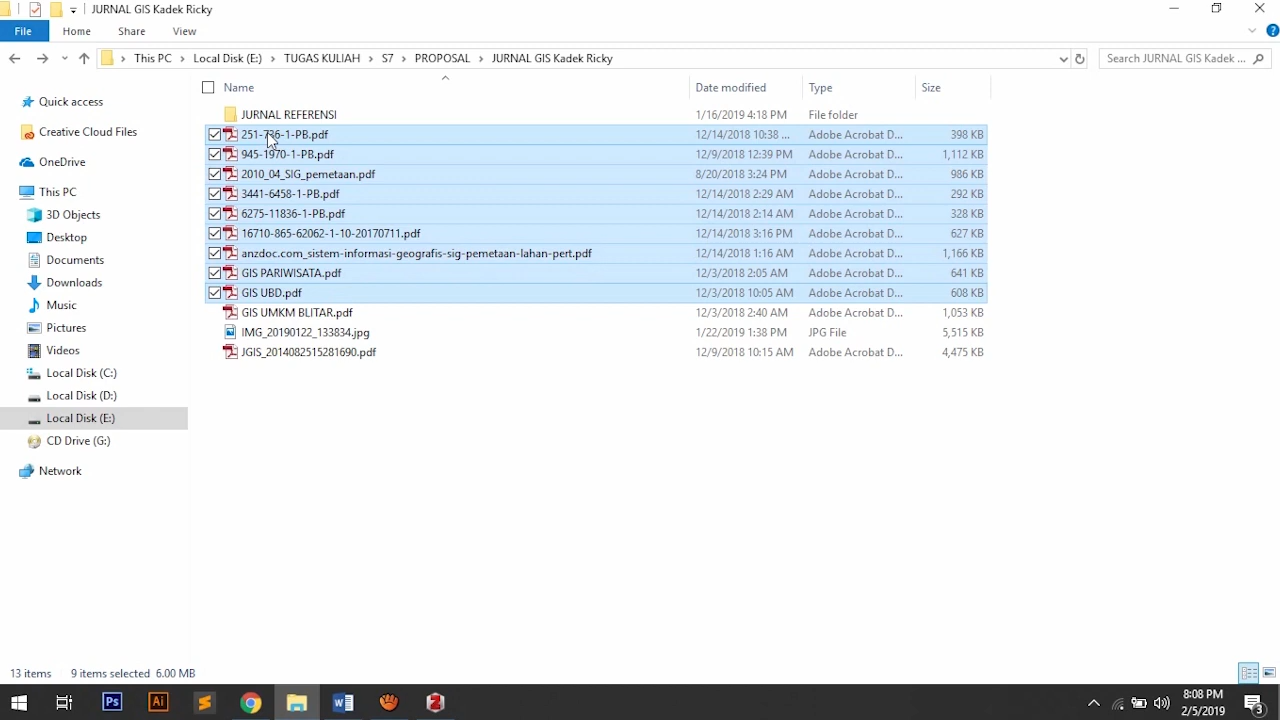 JURNAL GIS Kadek Ricky
File Home Share View
This PC Local Disk (E:) TUGAS KULIAH S7 PROPOSAL JURNAL GIS Kadek Ricky Search JURNAL GIS Kadek ...
Name Date modified Type Size
Quick access
Creative Cloud Files
OneDrive
This PC
3D Objects
Desktop
Documents
Downloads
Music
Pictures
Videos
Local Disk (C:)
Local Disk (D:)
Local Disk (E:)
CD Drive (G:)
Network
JURNAL REFERENSI 1/16/2019 4:18 PM File folder
251-736-1-PB.pdf 12/14/2018 10:38 ... Adobe Acrobat D... 398 KB
945-1970-1-PB.pdf 12/9/2018 12:39 PM Adobe Acrobat D... 1,112 KB
2010_04_SIG_pemetaan.pdf 8/20/2018 3:24 PM Adobe Acrobat D... 986 KB
3441-6458-1-PB.pdf 12/14/2018 2:29 AM Adobe Acrobat D... 292 KB
6275-11836-1-PB.pdf 12/14/2018 2:14 AM Adobe Acrobat D... 328 KB
16710-865-62062-1-10-20170711.pdf 12/14/2018 3:16 PM Adobe Acrobat D... 627 KB
anzdoc.com_sistem-informasi-geografis-sig-pemetaan-lahan-pert.pdf 12/14/2018 1:16 AM Adobe Acrobat D... 1,166 KB
GIS PARIWISATA.pdf 12/3/2018 2:05 AM Adobe Acrobat D... 641 KB
GIS UBD.pdf 12/3/2018 10:05 AM Adobe Acrobat D... 608 KB
GIS UMKM BLITAR.pdf 12/3/2018 2:40 AM Adobe Acrobat D... 1,053 KB
IMG_20190122_133834.jpg 1/22/2019 1:38 PM JPG File 5,515 KB
JGIS_2014082515281690.pdf 12/9/2018 10:15 AM Adobe Acrobat D... 4,475 KB
13 items 9 items selected 6.00 MB
Ps Ai
8:08 PM
2/5/2019
3